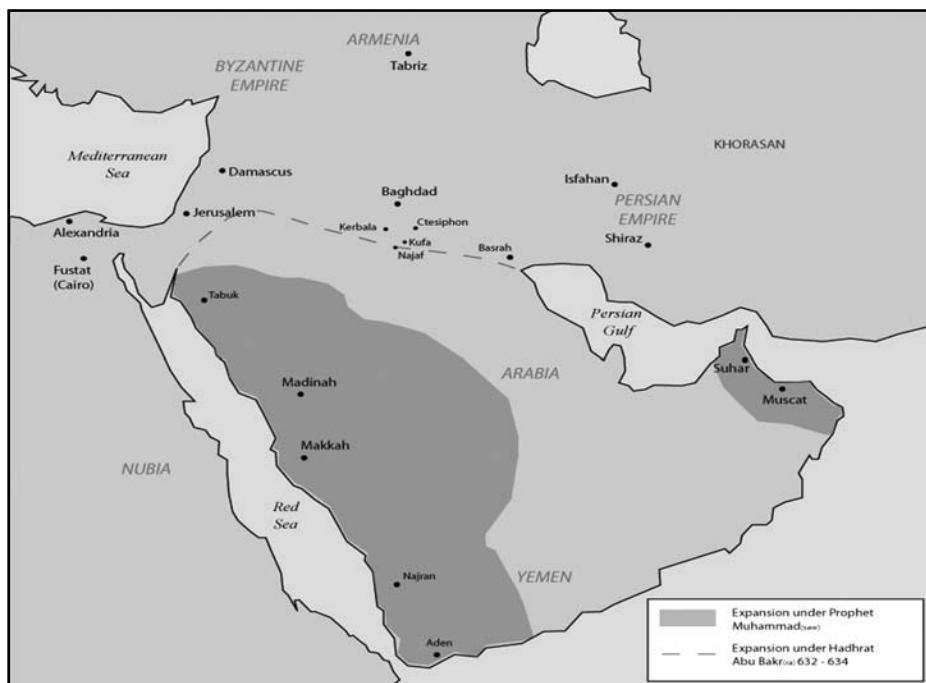 ARMENIA
Tabriz
BYZANTINE
EMPIRE
KHORASAN
Mediterranean
Sea
Damascus
Isfahan
Baghdad
PERSIAN
EMPIRE
Jerusalem
Alexandria
Kerbala
Ctesiphon
Kufa
Najaf
Basrah
Shiraz
Fustat
(Cairo)
Tabuk
Persian
Gulf
Suhar
Muscat
ARABIA
Madinah
Makkah
NUBIA
Red
Sea
Najran
YEMEN
Aden
Expansion under Prophet
Muhammad(saw)
Expansion under Hadhrat
Abu Bakr(ra) 632 - 634